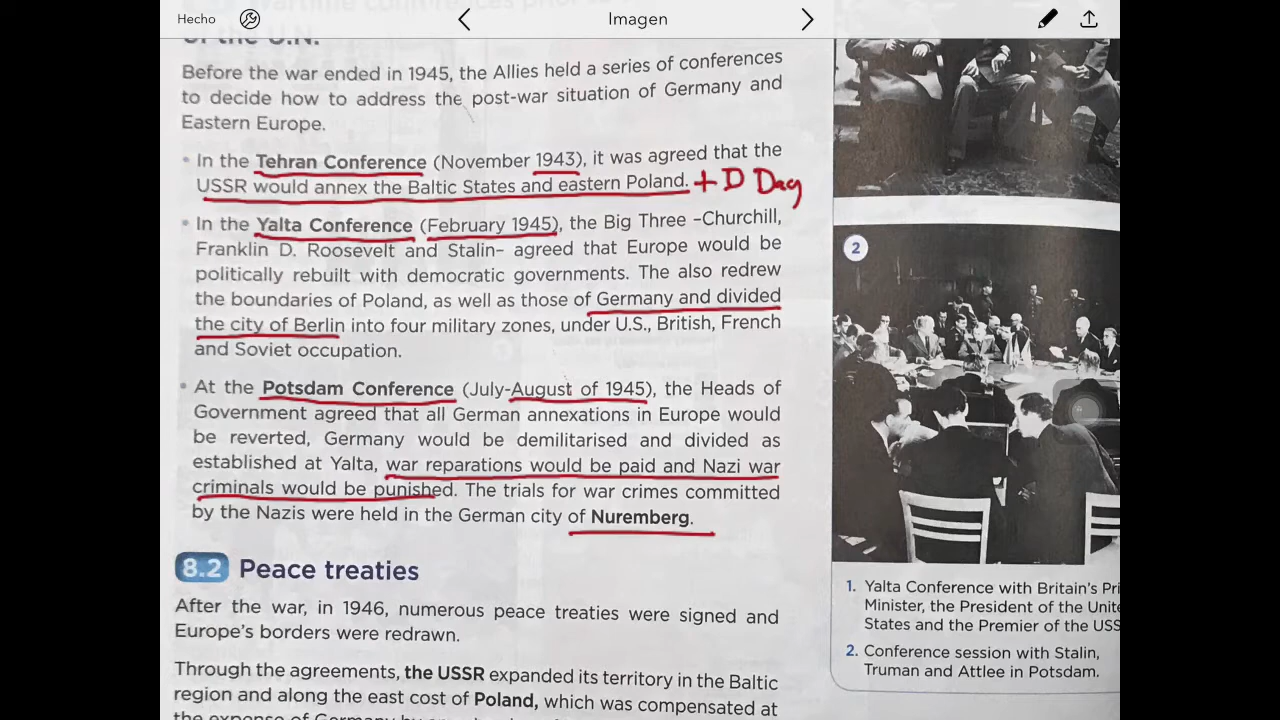 Hecho
Imagen
of the U.N.
Before the war ended in 1945, the Allies held a series of conferences
to decide how to address the post-war situation of Germany and
Eastern Europe.
• In the Tehran Conference (November 1943), it was agreed that the
USSR would annex the Baltic States and eastern Poland. + D Day
• In the Yalta Conference (February 1945), the Big Three –Churchill,
Franklin D. Roosevelt and Stalin– agreed that Europe would be
politically rebuilt with democratic governments. The also redrew
the boundaries of Poland, as well as those of Germany and divided
the city of Berlin into four military zones, under U.S., British, French
and Soviet occupation.
• At the Potsdam Conference (July-August of 1945), the Heads of
Government agreed that all German annexations in Europe would
be reverted, Germany would be demilitarised and divided as
established at Yalta, war reparations would be paid and Nazi war
criminals would be punished. The trials for war crimes committed
by the Nazis were held in the German city of Nuremberg.
8.2 Peace treaties
After the war, in 1946, numerous peace treaties were signed and
Europe's borders were redrawn.
Through the agreements, the USSR expanded its territory in the Baltic
region and along the east cost of Poland, which was compensated at
the expense of Germany by
2
1. Yalta Conference with Britain's Pri
Minister, the President of the Unite
States and the Premier of the USS
2. Conference session with Stalin,
Truman and Attlee in Potsdam.